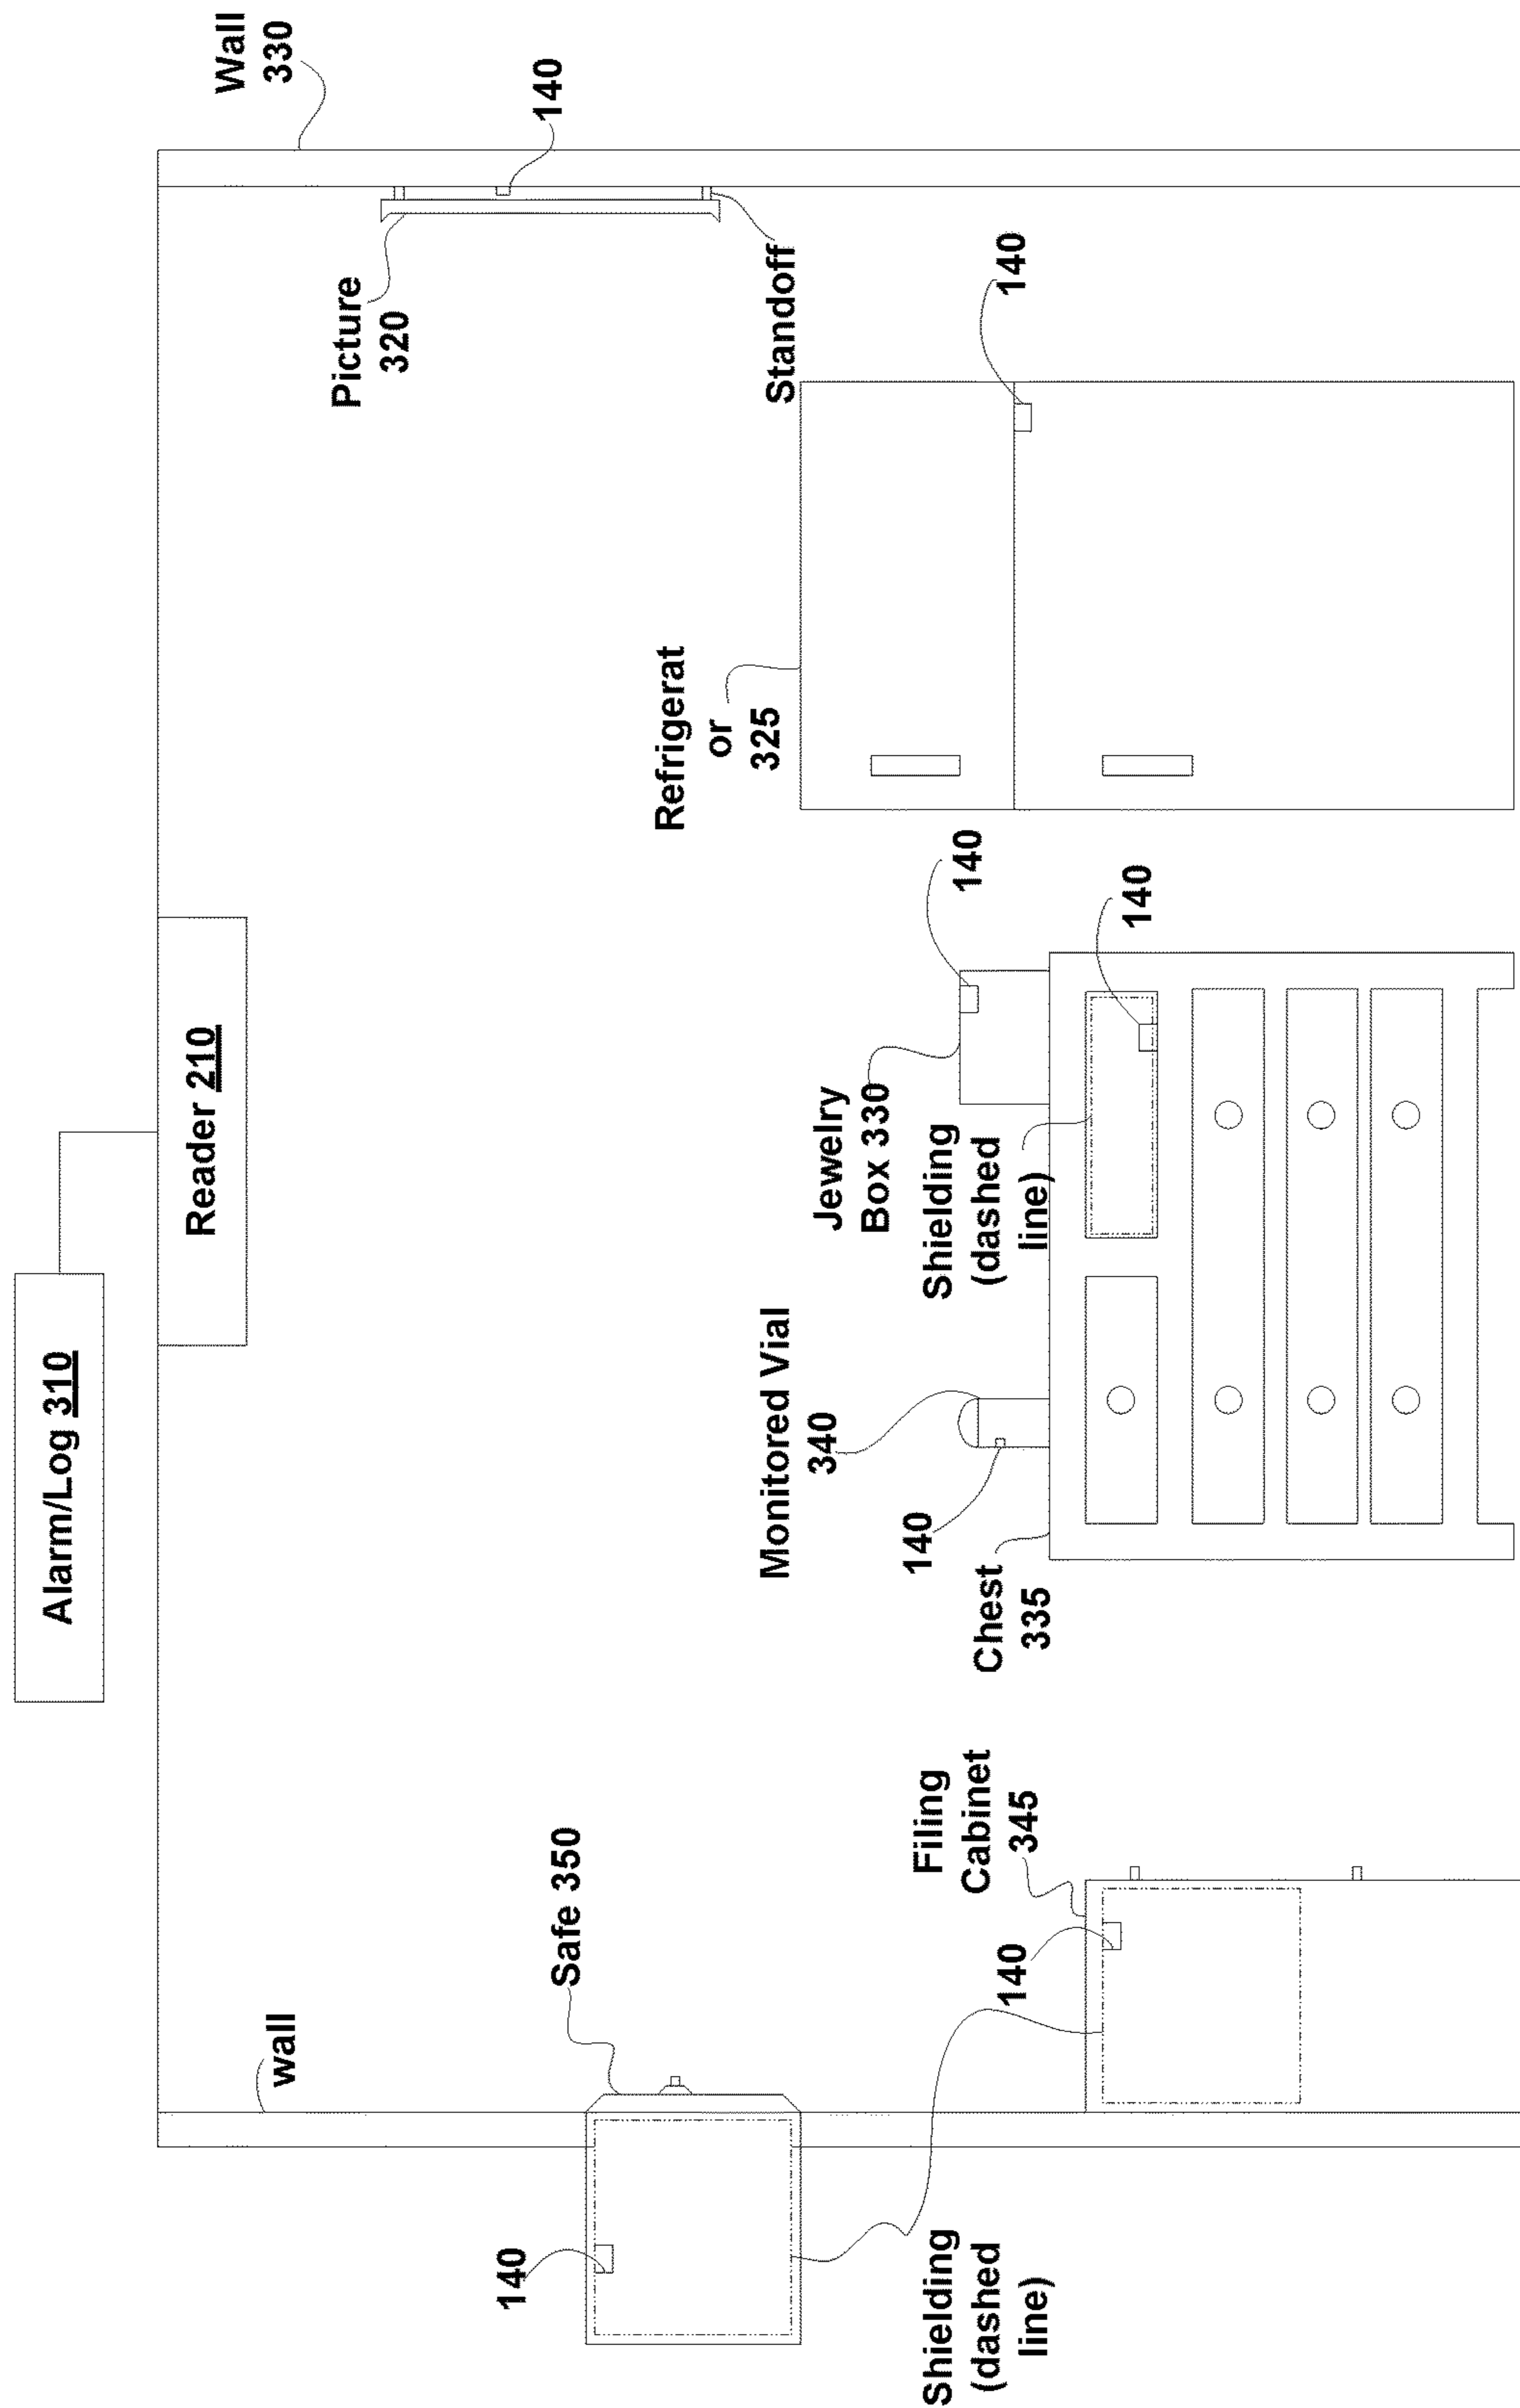 Alarm/Log 310
Reader 210
Wall
330
wall
Picture
320
140
Safe 350
140
Standoff
Refrigerat
or
325
140
Monitored Vial
340
140
Jewelry
Box 330
140
Shielding
(dashed
line)
140
Chest
335
Filing
Cabinet
345
140
Shielding
(dashed
line)